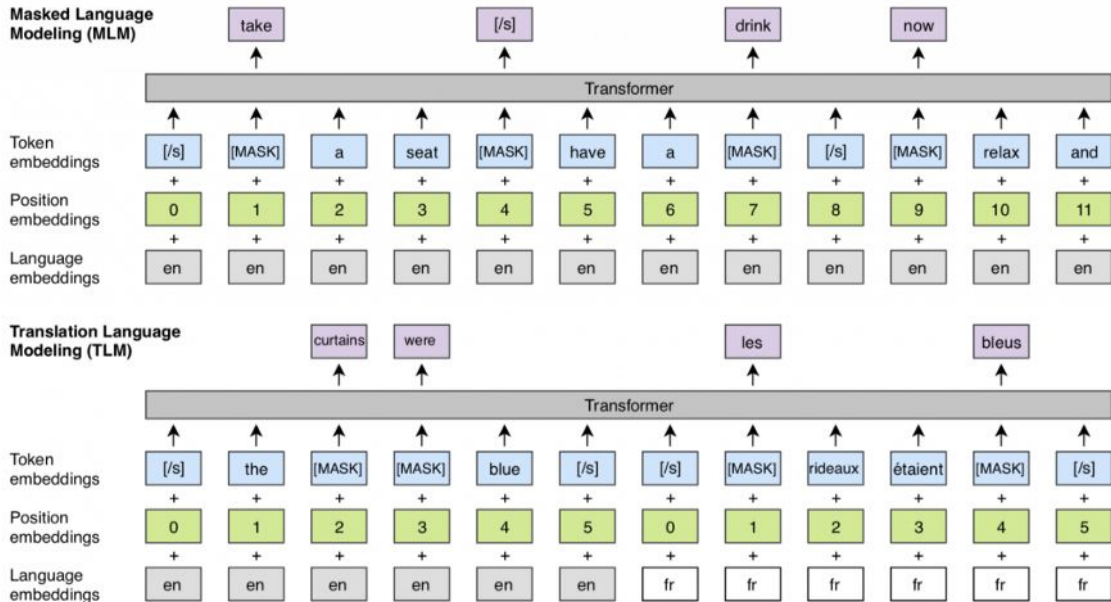 Masked Language
Modeling (MLM)
take [/s] drink now
Transformer
Token
embeddings
[/s] [MASK] a seat [MASK] have a [MASK] [/s] [MASK] relax and
+ + + + + + + + + + + +
Position
embeddings
0 1 2 3 4 5 6 7 8 9 10 11
+ + + + + + + + + + + +
Language
embeddings
en en en en en en en en en en en en
Translation Language
Modeling (TLM)
curtains were les bleus
Transformer
Token
embeddings
[/s] the [MASK] [MASK] blue [/s] [/s] [MASK] rideaux étaient [MASK] [/s]
+ + + + + + + + + + + +
Position
embeddings
0 1 2 3 4 5 0 1 2 3 4 5
+ + + + + + + + + + + +
Language
embeddings
en en en en en en fr fr fr fr fr fr